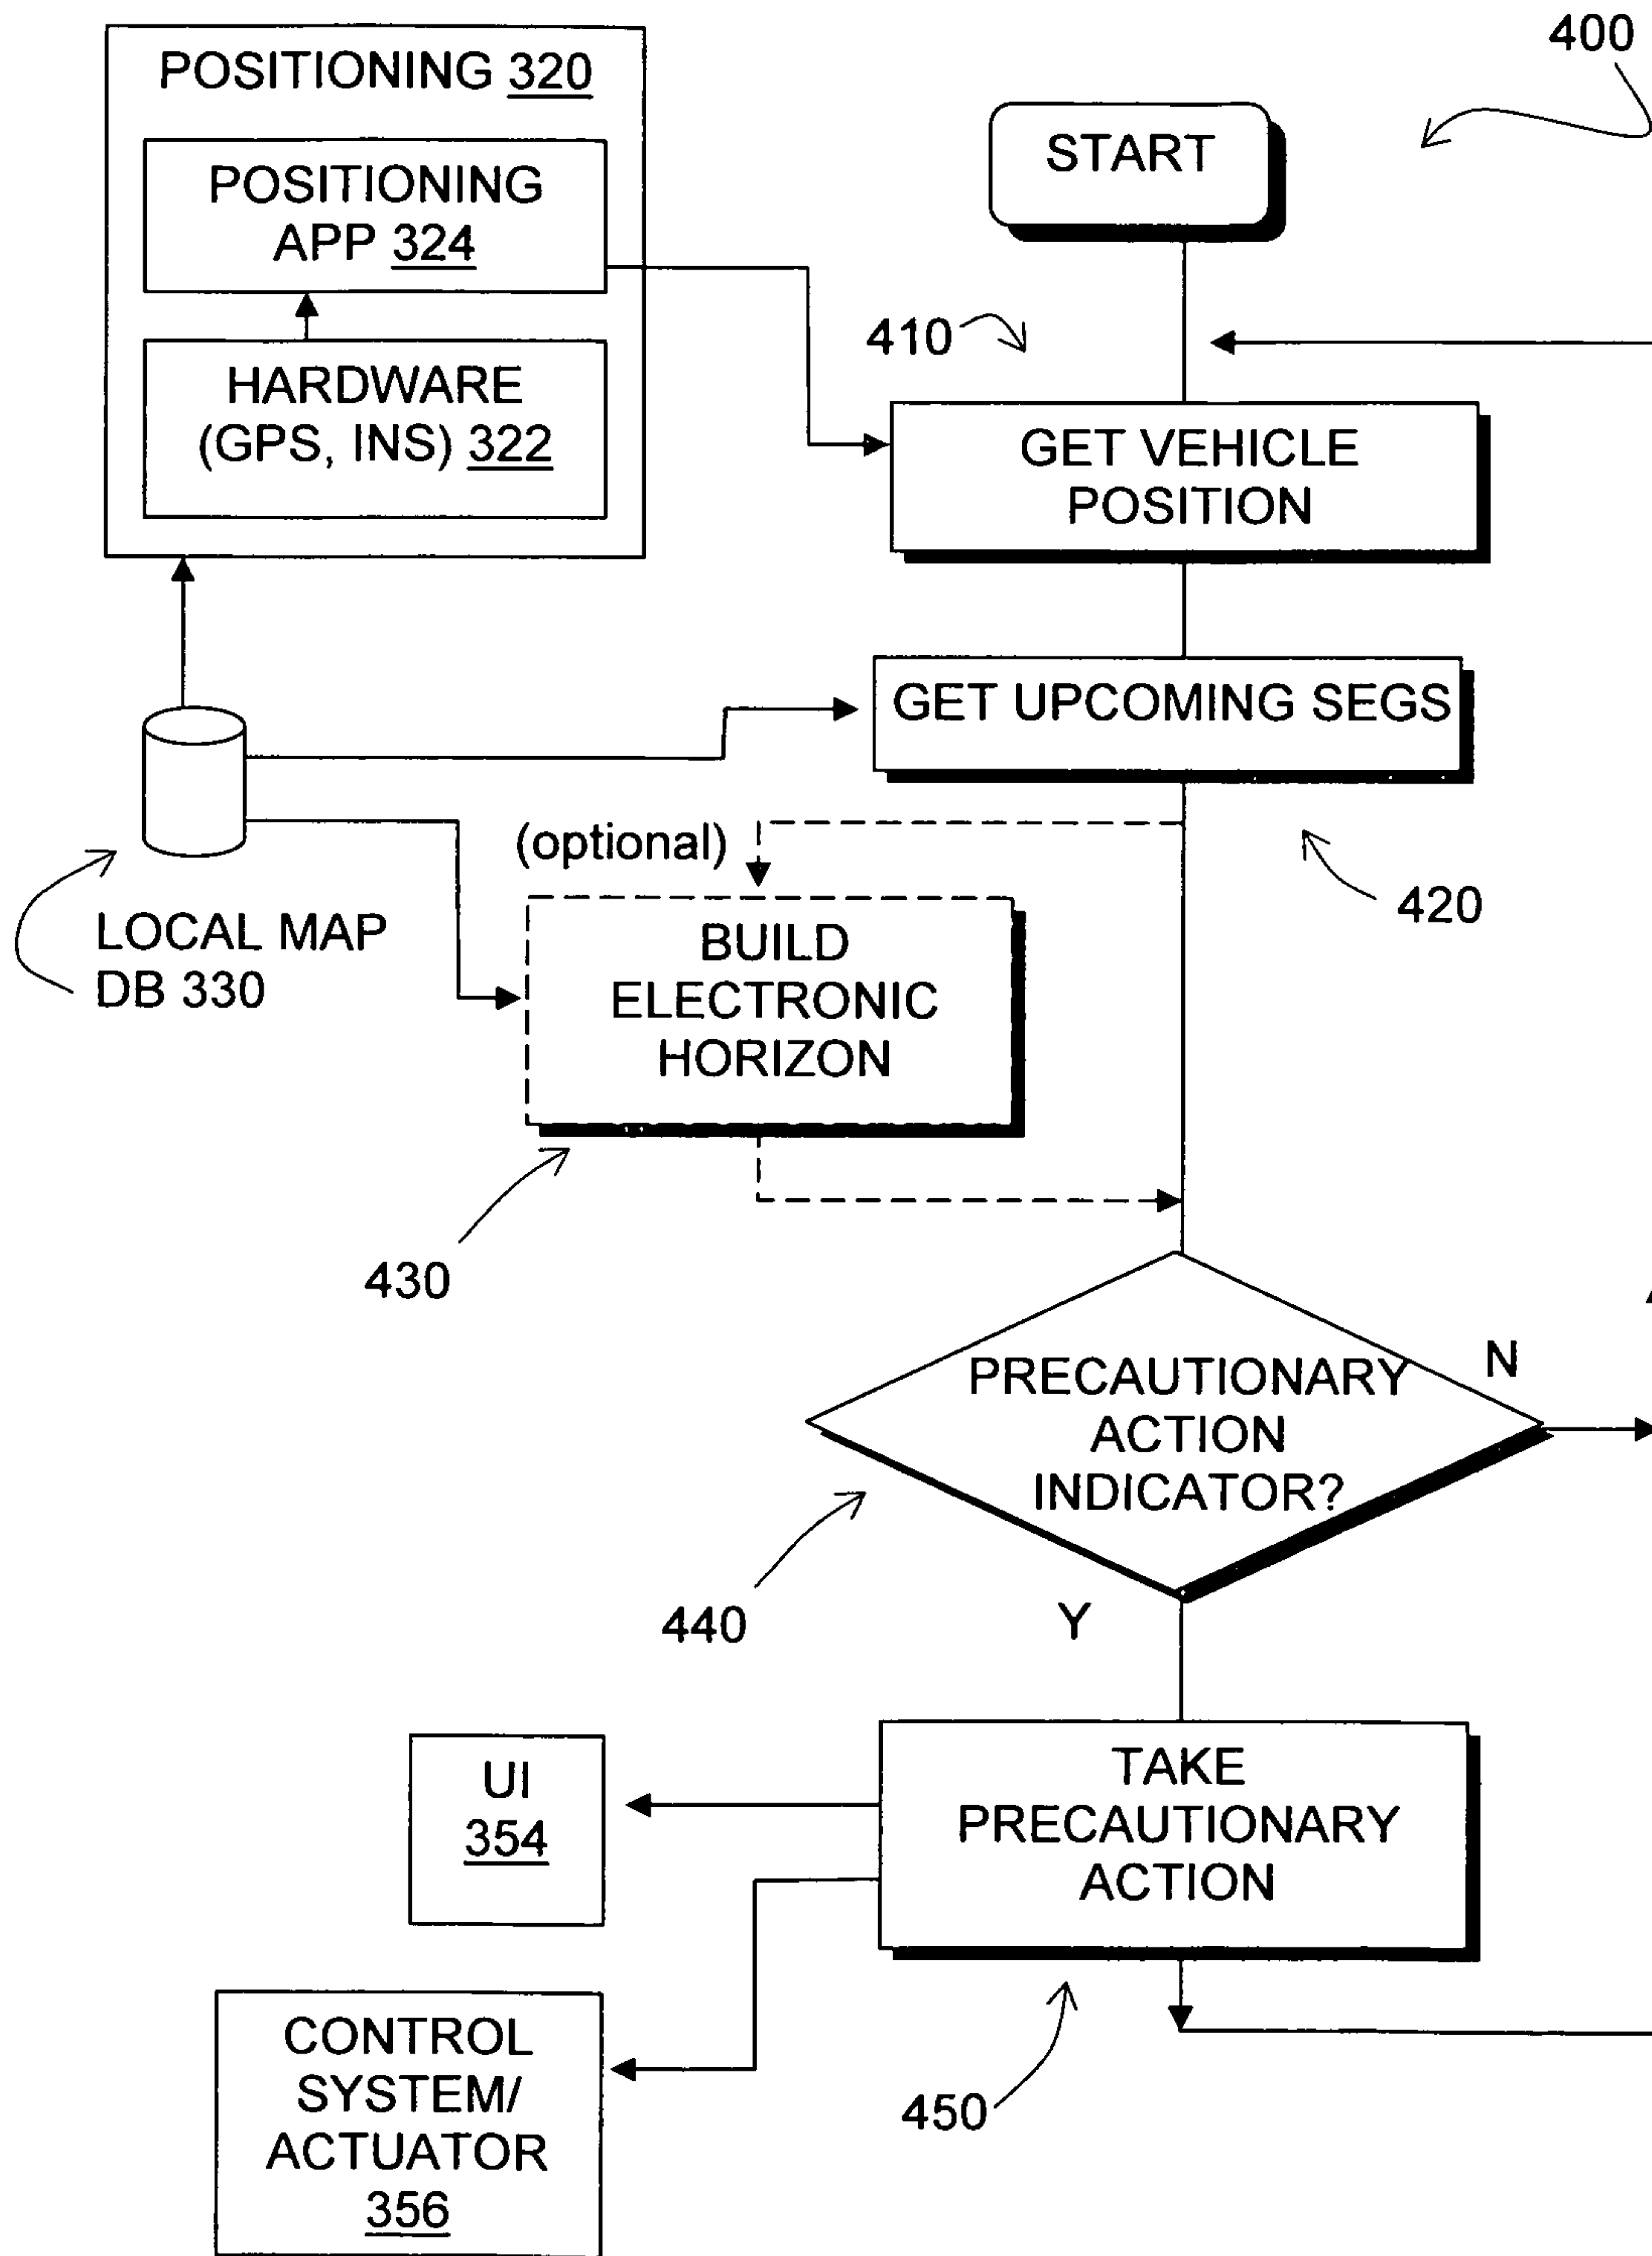 POSITIONING 320
POSITIONING
APP 324
HARDWARE
(GPS, INS) 322
400
START
410
GET VEHICLE
POSITION
GET UPCOMING SEGS
420
(optional)
LOCAL MAP
DB 330
BUILD
ELECTRONIC
HORIZON
430
PRECAUTIONARY
ACTION
INDICATOR?
N
440
Y
UI
354
TAKE
PRECAUTIONARY
ACTION
CONTROL
SYSTEM/
ACTUATOR
356
450